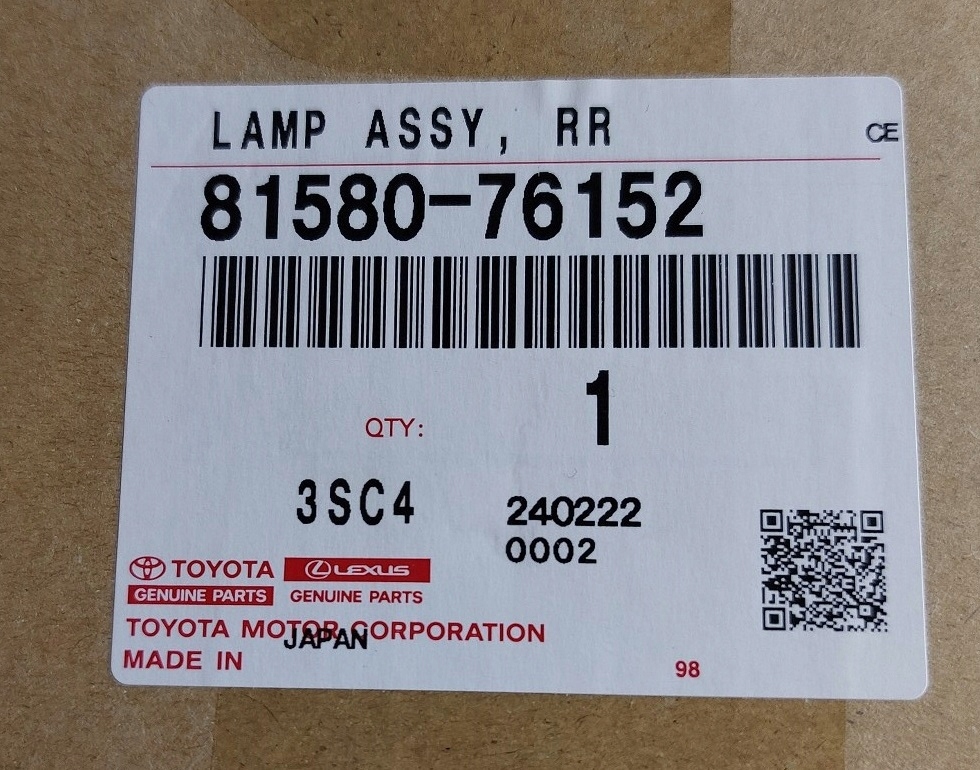 LAMP ASSY, RR
CE
81580-76152
QTY: 1
3SC4 240222
0002
TOYOTA LEXUS
GENUINE PARTS GENUINE PARTS
TOYOTA MOTOR CORPORATION
JAPAN
MADE IN
98